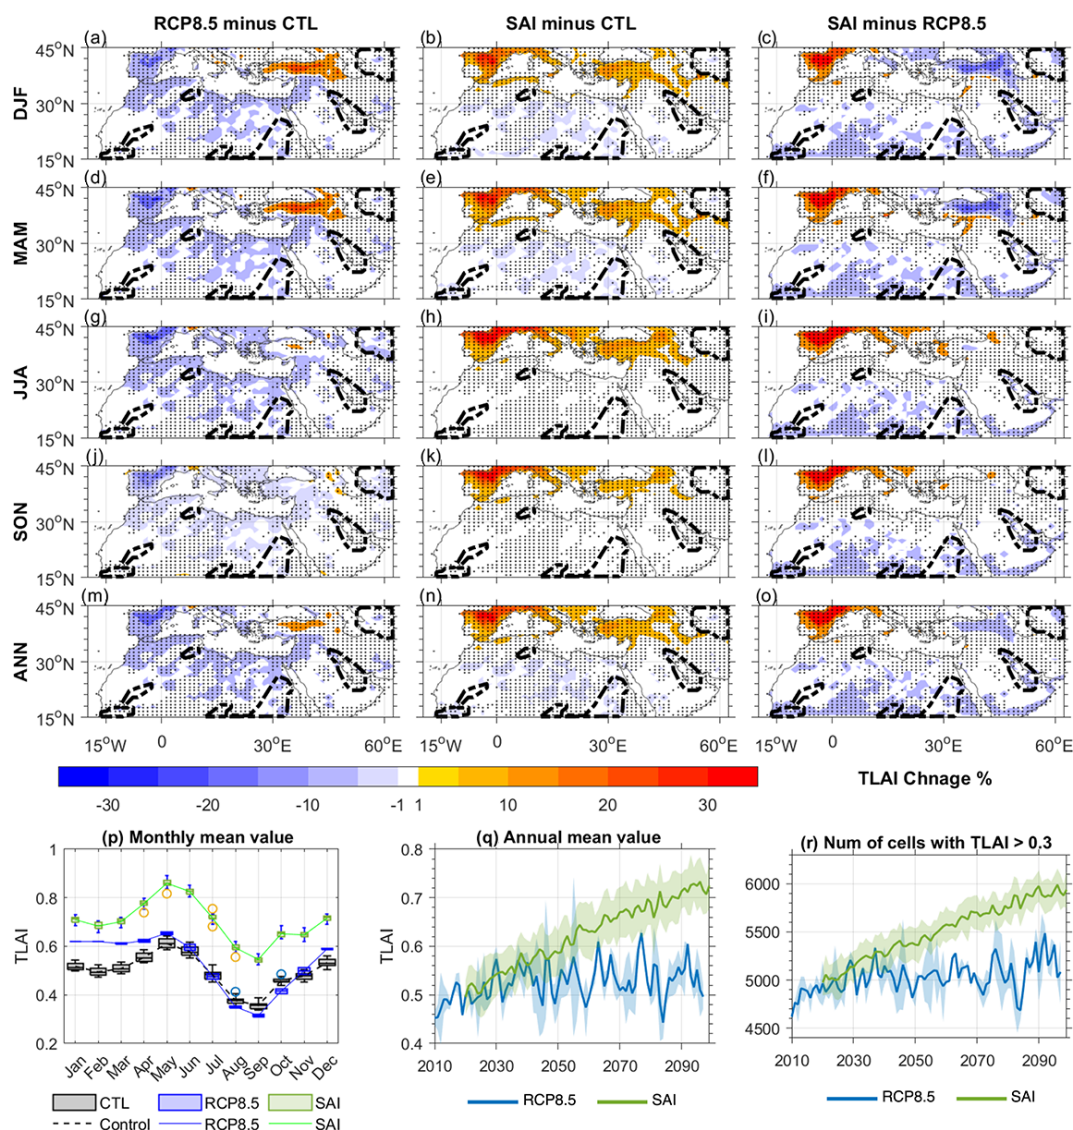 RCP8.5 minus CTL SAI minus CTL SAI minus RCP8.5
(a) (b) (c)
45°N
DJF
30°N
15°N
(d) (e) (f)
45°N
MAM
30°N
15°N
(g) (h) (i)
45°N
JJA
30°N
15°N
(j) (k) (l)
45°N
SON
30°N
15°N
(m) (n) (o)
45°N
ANN
30°N
15°N
15°W 0 30°E 60°E 15°W 0 30°E 60°E 15°W 0 30°E 60°E
-30 -20 -10 -1 1 10 20 30
TLAI Chnage %
(p) Monthly mean value
1
0.8
0.6
0.4
0.2
TLAI
Jan Feb Mar Apr May Jun Jul Aug Sep Oct Nov Dec
CTL RCP8.5 SAI
Control RCP8.5 SAI
(q) Annual mean value
0.8
0.7
0.6
0.5
0.4
TLAI
2010 2030 2050 2070 2090
RCP8.5 SAI
(r) Num of cells with TLAI > 0.3
6000
5500
5000
4500
2010 2030 2050 2070 2090
RCP8.5 SAI